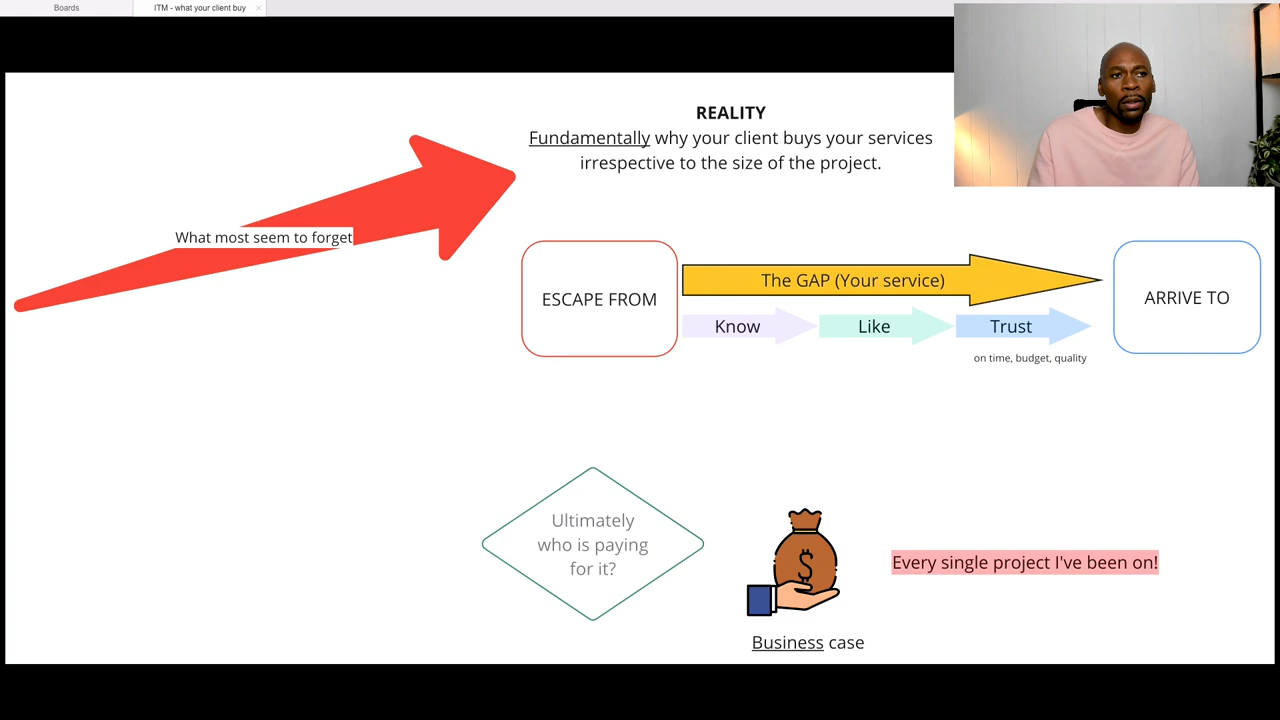 Boards
ITM - what your client buy
REALITY
Fundamentally why your client buys your services
irrespective to the size of the project.
What most seem to forget
ESCAPE FROM
The GAP (Your service)
ARRIVE TO
Know
Like
Trust
on time, budget, quality
Ultimately
who is paying
for it?
$
Every single project I've been on!
Business case